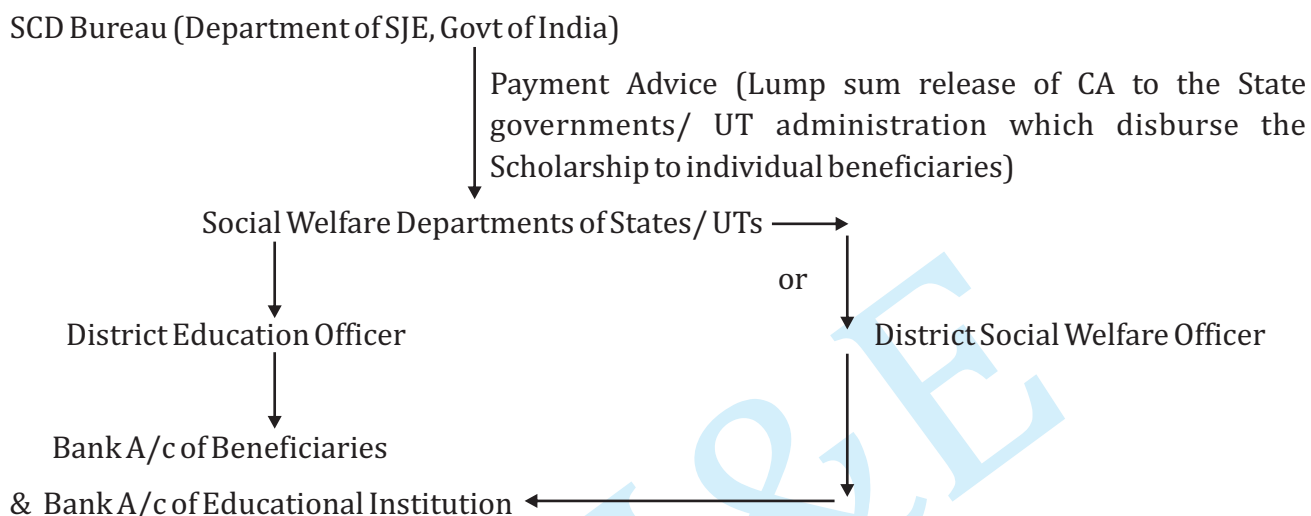 SCD Bureau (Department of SJE, Govt of India)
Payment Advice (Lump sum release of CA to the State
governments/ UT administration which disburse the
Scholarship to individual beneficiaries)
Social Welfare Departments of States/ UTs
or
District Education Officer
District Social Welfare Officer
Bank A/c of Beneficiaries
& Bank A/c of Educational Institution